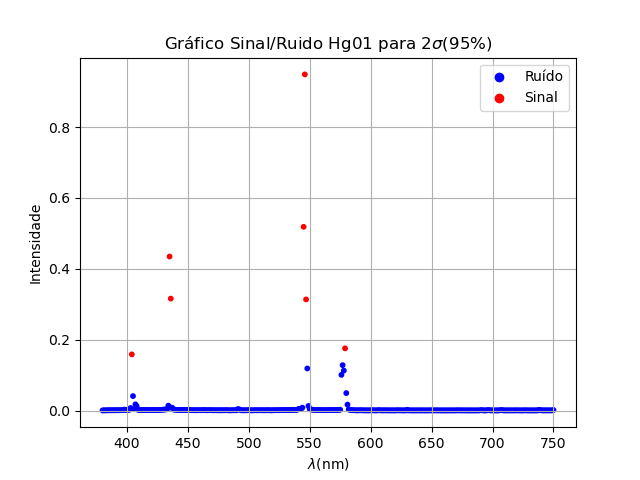 Gráfico Sinal/Ruido Hg01 para 2σ(95%)
Ruído
Sinal
Intensidade
0.8
0.6
0.4
0.2
0.0
400 450 500 550 600 650 700 750
λ(nm)